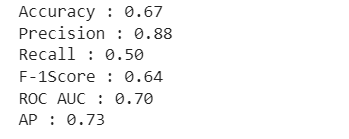 Accuracy : 0.67
Precision : 0.88
Recall : 0.50
F-1Score : 0.64
ROC AUC : 0.70
AP : 0.73